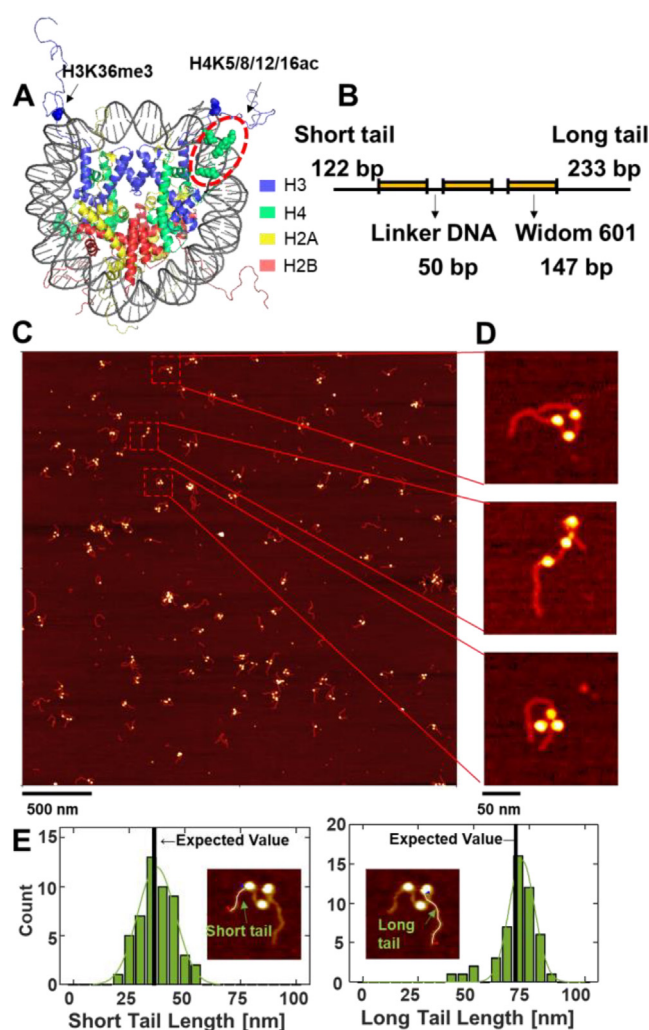 H3K36me3
H4K5/8/12/16ac
A
B
Short tail
Long tail
122 bp
233 bp
H3
H4
H2A
H2B
Linker DNA
Widom 601
50 bp
147 bp
C
D
500 nm
50 nm
E
15
10
5
0
Count
←Expected Value
Short tail
0
25
50
75
100
Short Tail Length [nm]
20
15
10
5
0
Expected Value
Long tail
0
25
50
75
100
Long Tail Length [nm]